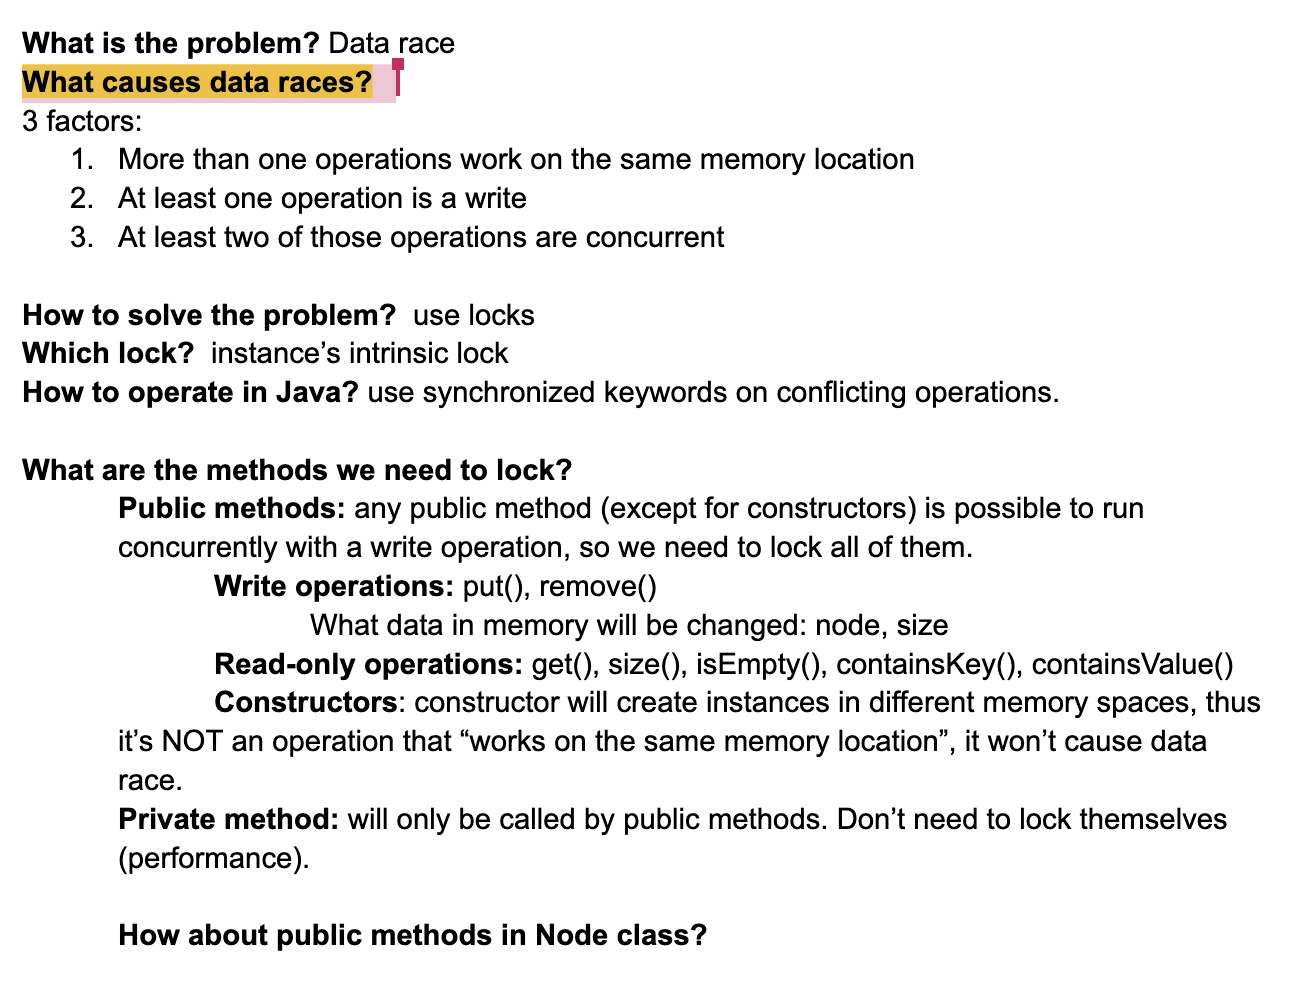 What is the problem? Data race
What causes data races?
3 factors:
1. More than one operations work on the same memory location
2. At least one operation is a write
3. At least two of those operations are concurrent
How to solve the problem? use locks
Which lock? instance’s intrinsic lock
How to operate in Java? use synchronized keywords on conflicting operations.
What are the methods we need to lock?
Public methods: any public method (except for constructors) is possible to run
concurrently with a write operation, so we need to lock all of them.
Write operations: put(), remove()
What data in memory will be changed: node, size
Read-only operations: get(), size(), isEmpty(), containsKey(), containsValue()
Constructors: constructor will create instances in different memory spaces, thus
it’s NOT an operation that “works on the same memory location”, it won’t cause data
race.
Private method: will only be called by public methods. Don’t need to lock themselves
(performance).
How about public methods in Node class?